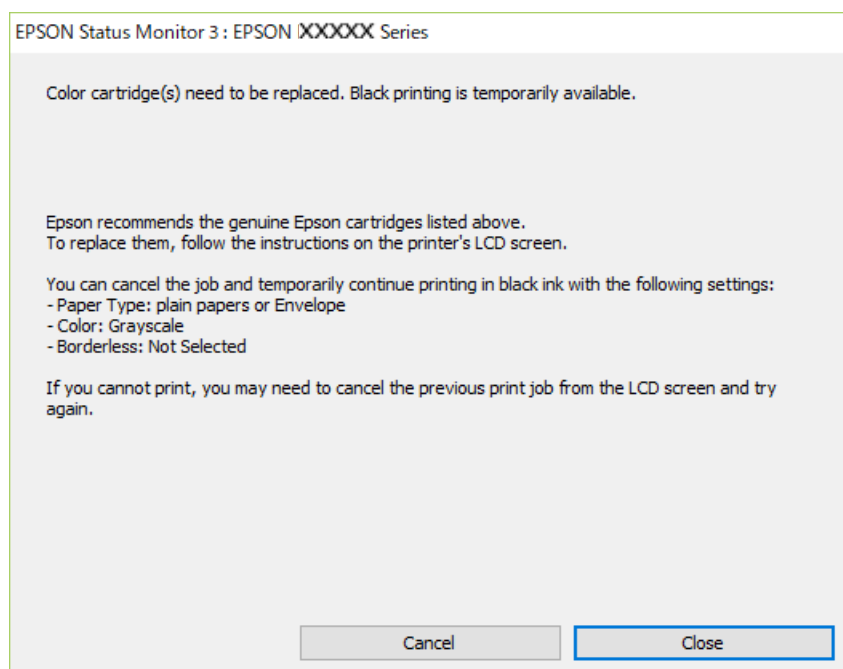 EPSON Status Monitor 3 : EPSON XXXXX Series
Color cartridge(s) need to be replaced. Black printing is temporarily available.
Epson recommends the genuine Epson cartridges listed above.
To replace them, follow the instructions on the printer's LCD screen.
You can cancel the job and temporarily continue printing in black ink with the following settings:
- Paper Type: plain papers or Envelope
- Color: Grayscale
- Borderless: Not Selected
If you cannot print, you may need to cancel the previous print job from the LCD screen and try
again.
Cancel
Close